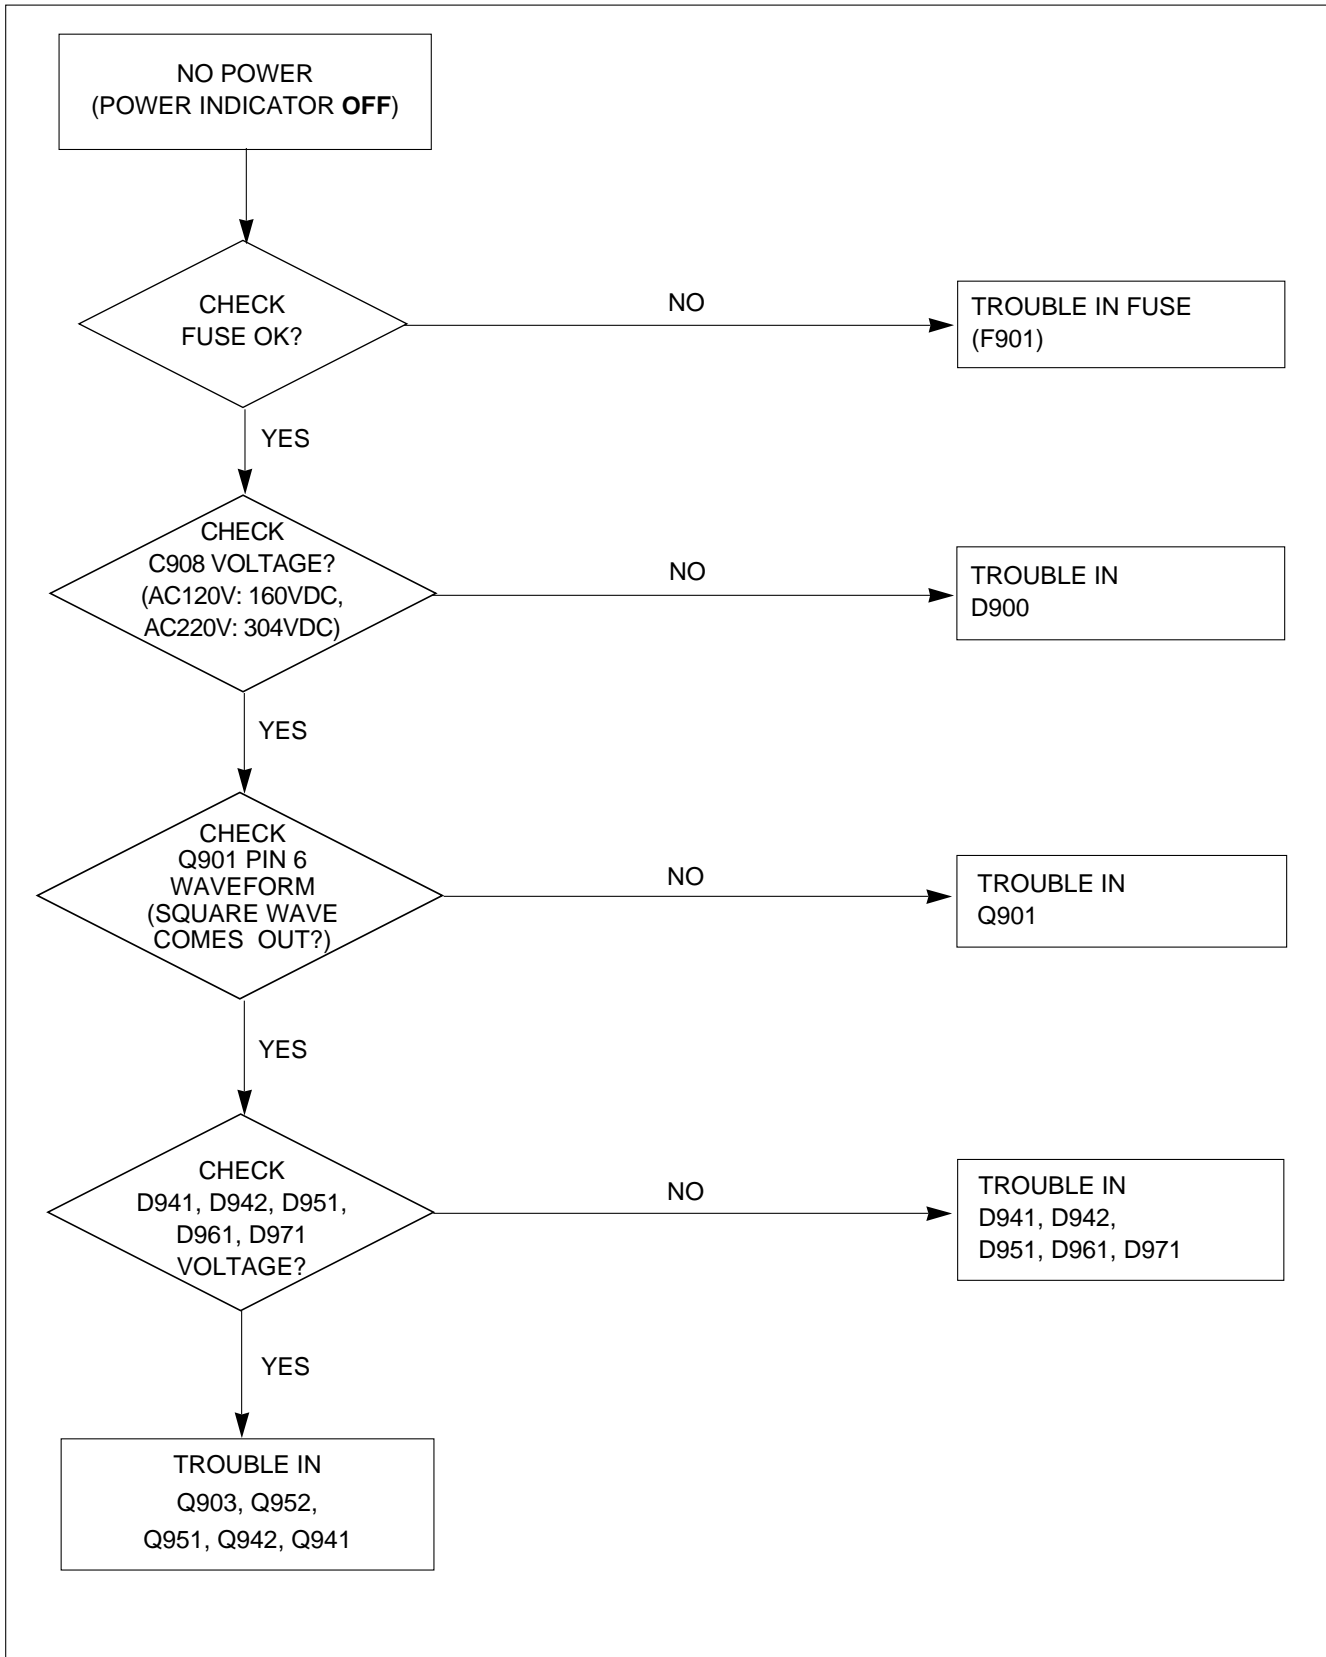 NO POWER
(POWER INDICATOR OFF)
CHECK
FUSE OK?
NO
TROUBLE IN FUSE
(F901)
YES
CHECK
C908 VOLTAGE?
(AC120V: 160VDC,
AC220V: 304VDC)
NO
TROUBLE IN
D900
YES
CHECK
Q901 PIN 6
WAVEFORM
(SQUARE WAVE
COMES OUT?)
NO
TROUBLE IN
Q901
YES
CHECK
D941, D942, D951,
D961, D971
VOLTAGE?
NO
TROUBLE IN
D941, D942,
D951, D961, D971
YES
TROUBLE IN
Q903, Q952,
Q951, Q942, Q941